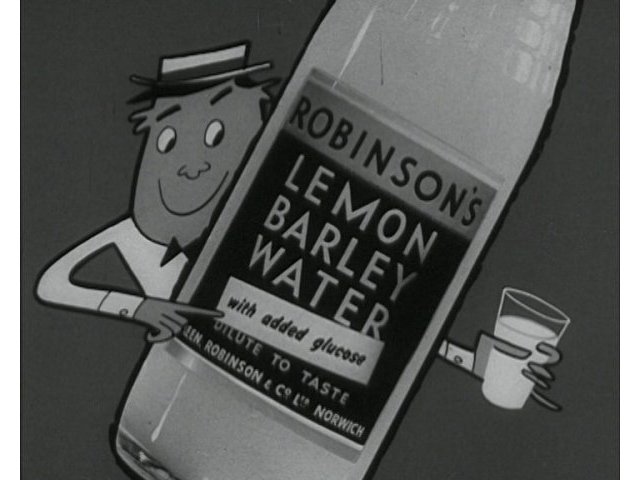 ROBINSON'S
LEMON
BARLEY
WATER
with added glucose
DILUTE TO TASTE
ROBINSON & Co LTD NORWICH